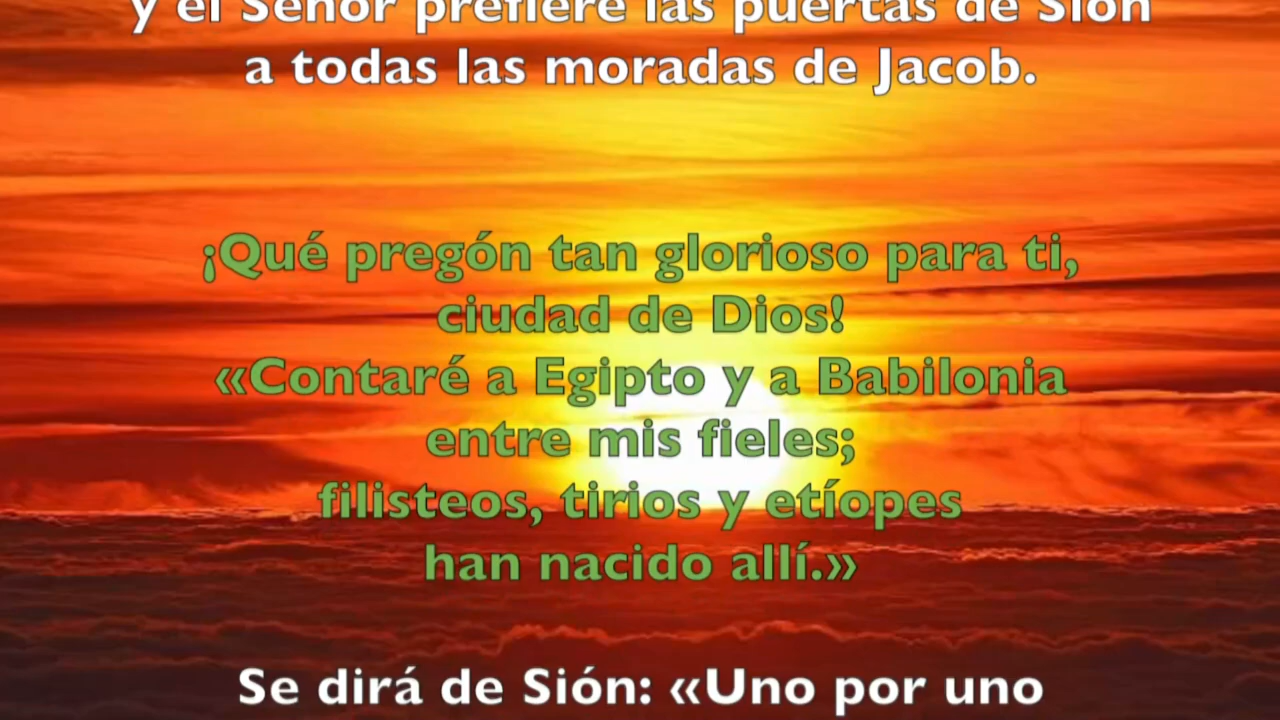 y el Señor prefiere las puertas de Sión
a todas las moradas de Jacob.
¡Qué pregón tan glorioso para ti,
ciudad de Dios!
«Contaré a Egipto y a Babilonia
entre mis fieles;
filisteos, tirios y etíopes
han nacido allí.»
Se dirá de Sión: «Uno por uno